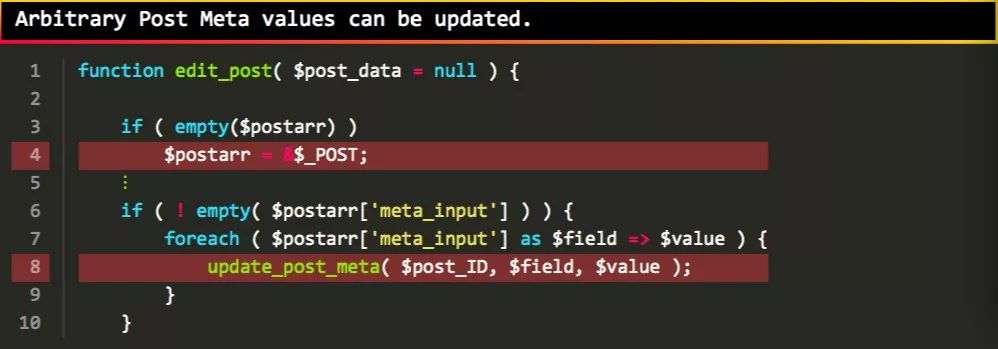 Arbitrary Post Meta values can be updated.
1 function edit_post( $post_data = null ) {
2
3 if ( empty($postarr) )
4 $postarr = &$_POST;
5 ⋮
6 if ( ! empty( $postarr['meta_input'] ) ) {
7 foreach ( $postarr['meta_input'] as $field => $value ) {
8 update_post_meta( $post_ID, $field, $value );
9 }
10 }